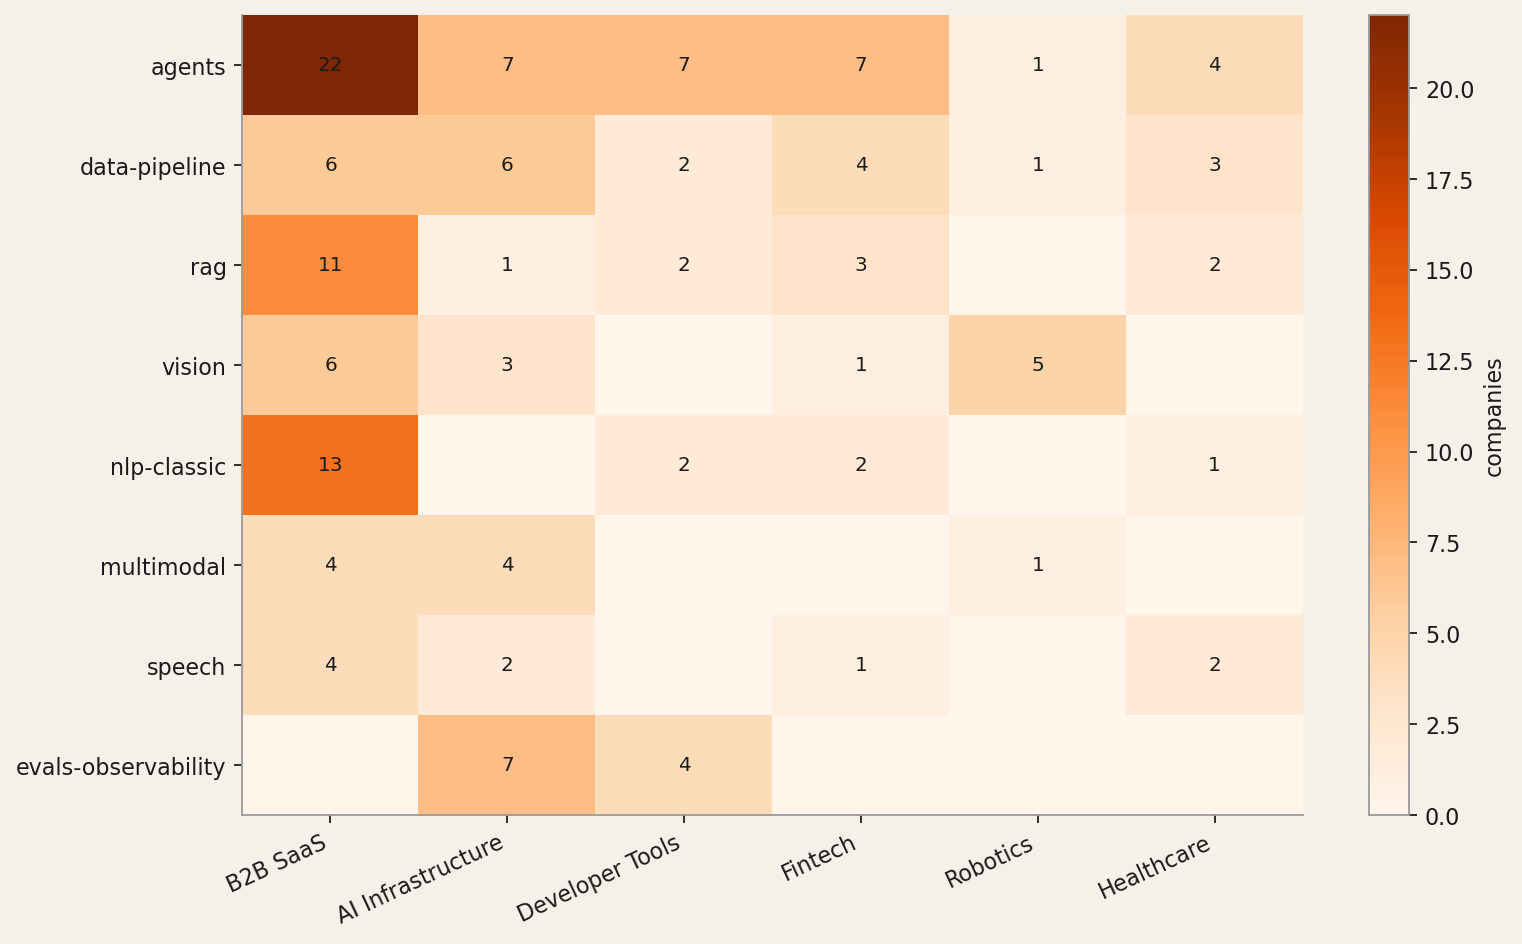 agents 22 7 7 7 1 4
data-pipeline 6 6 2 4 1 3
rag 11 1 2 3 2
vision 6 3 1 5
nlp-classic 13 2 2 1
multimodal 4 4 1
speech 4 2 1 2
evals-observability 7 4
B2B SaaS AI Infrastructure Developer Tools Fintech Robotics Healthcare
20.0
17.5
15.0
12.5
10.0
7.5
5.0
2.5
0.0
companies